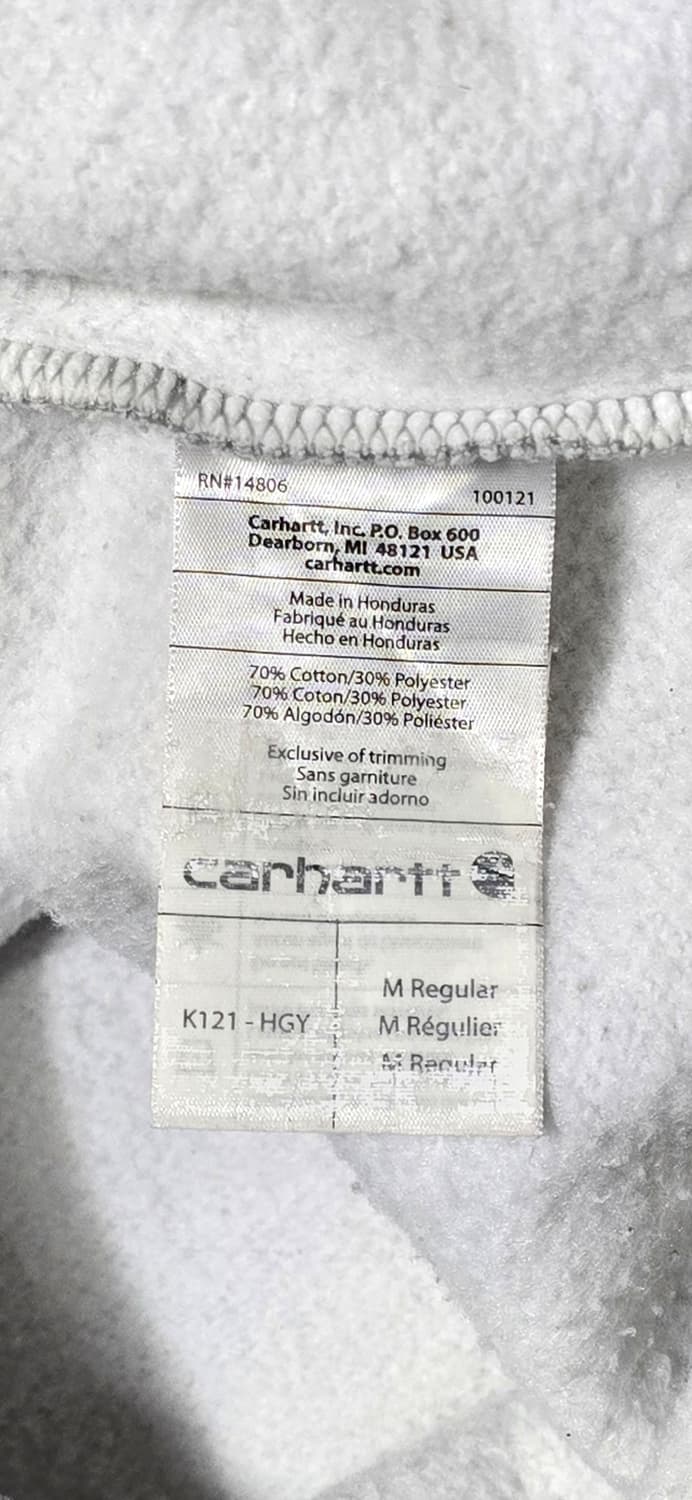 RN#14806
100121
Carhartt, Inc. P.O. Box 600
Dearborn, MI 48121 USA
carhartt.com
Made in Honduras
Fabriqué au Honduras
Hecho en Honduras
70% Cotton/30% Polyester
70% Coton/30% Polyester
70% Algodón/30% Poliéster
Exclusive of trimming
Sans garniture
Sin incluir adorno
carhartt
K121 - HGY
M Regular
M Régulier
M Regular